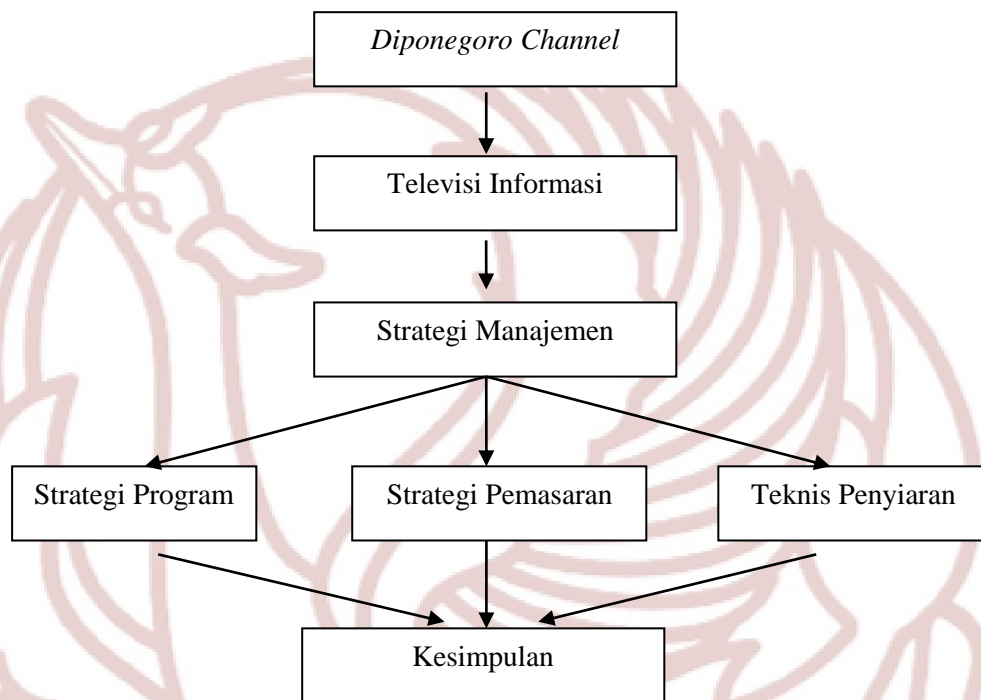 Diponegoro Channel
Televisi Informasi
Strategi Manajemen
Strategi Program
Strategi Pemasaran
Teknis Penyiaran
Kesimpulan